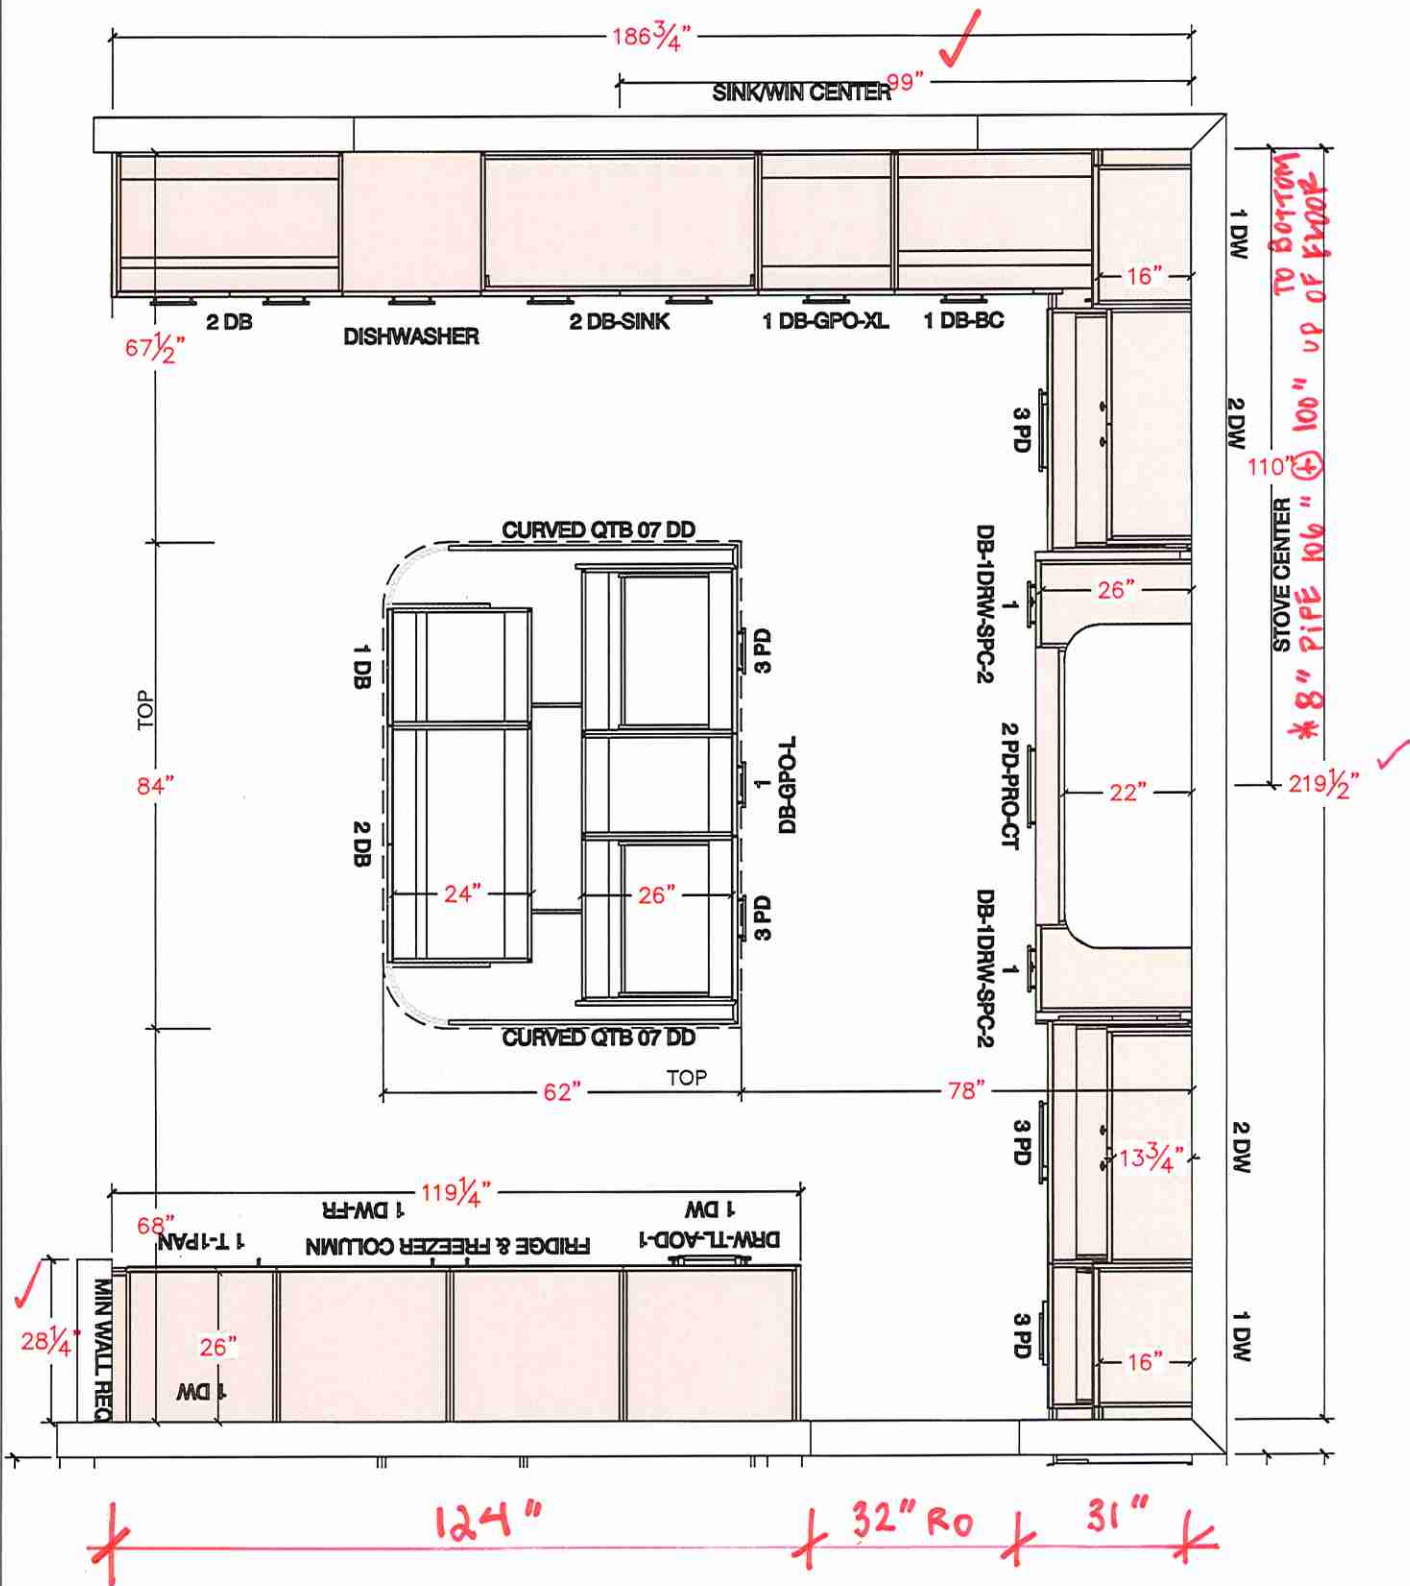 186¾"
SINK/WIN CENTER
99"
2 DB
DISHWASHER
2 DB-SINK
1 DB-GPO-XL
1 DB-BC
67½"
16"
1 DW
* 8" PIPE 106" (+) 100" UP OF FLOOR
TO BOTTOM
3 PD
2 DW
110"
STOVE CENTER
CURVED QTB 07 DD
DB-1DRW-SPC-2
1
26"
1 DB
3 PD
TOP
84"
1
DB-GPO-L
2 PD-PRO-CT
22"
219½"
2 DB
24"
26"
3 PD
DB-1DRW-SPC-2
1
CURVED QTB 07 DD
TOP
62"
78"
3 PD
13¾"
2 DW
119¼"
1 DW-FR
1 DW
68"
1 T-1PAN
FRIDGE & FREEZER COLUMN
DRW-TL-AOD-1
28¼"
MIN WALL REQ
26"
1 DW
3 PD
16"
1 DW
124"
32" RO
31"